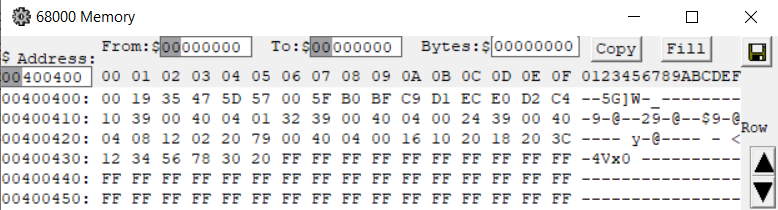 68000 Memory
From:$00000000 To:$00000000 Bytes:$00000000 Copy Fill
$ Address:
00400400 00 01 02 03 04 05 06 07 08 09 0A 0B 0C 0D 0E 0F 0123456789ABCDEF
00400400: 00 19 35 47 5D 57 00 5F B0 BF C9 D1 EC E0 D2 C4 --5G]W-_--------
00400410: 10 39 00 40 04 01 32 39 00 40 04 00 24 39 00 40 -9-@--29-@--$9-@
00400420: 04 08 12 02 20 79 00 40 04 00 16 10 20 18 20 3C ---- y-@---- - <
00400430: 12 34 56 78 30 20 FF FF FF FF FF FF FF FF FF FF -4Vx0 ----------
00400440: FF FF FF FF FF FF FF FF FF FF FF FF FF FF FF FF ----------------
00400450: FF FF FF FF FF FF FF FF FF FF FF FF FF FF FF FF ----------------
Row